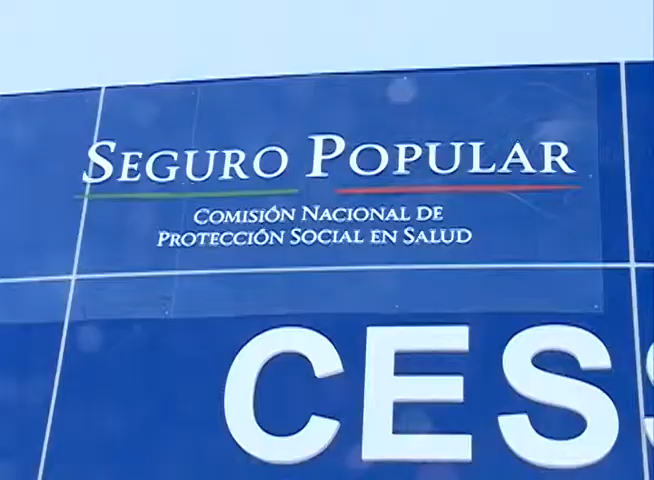 SEGURO POPULAR
COMISIÓN NACIONAL DE
PROTECCIÓN SOCIAL EN SALUD
CES